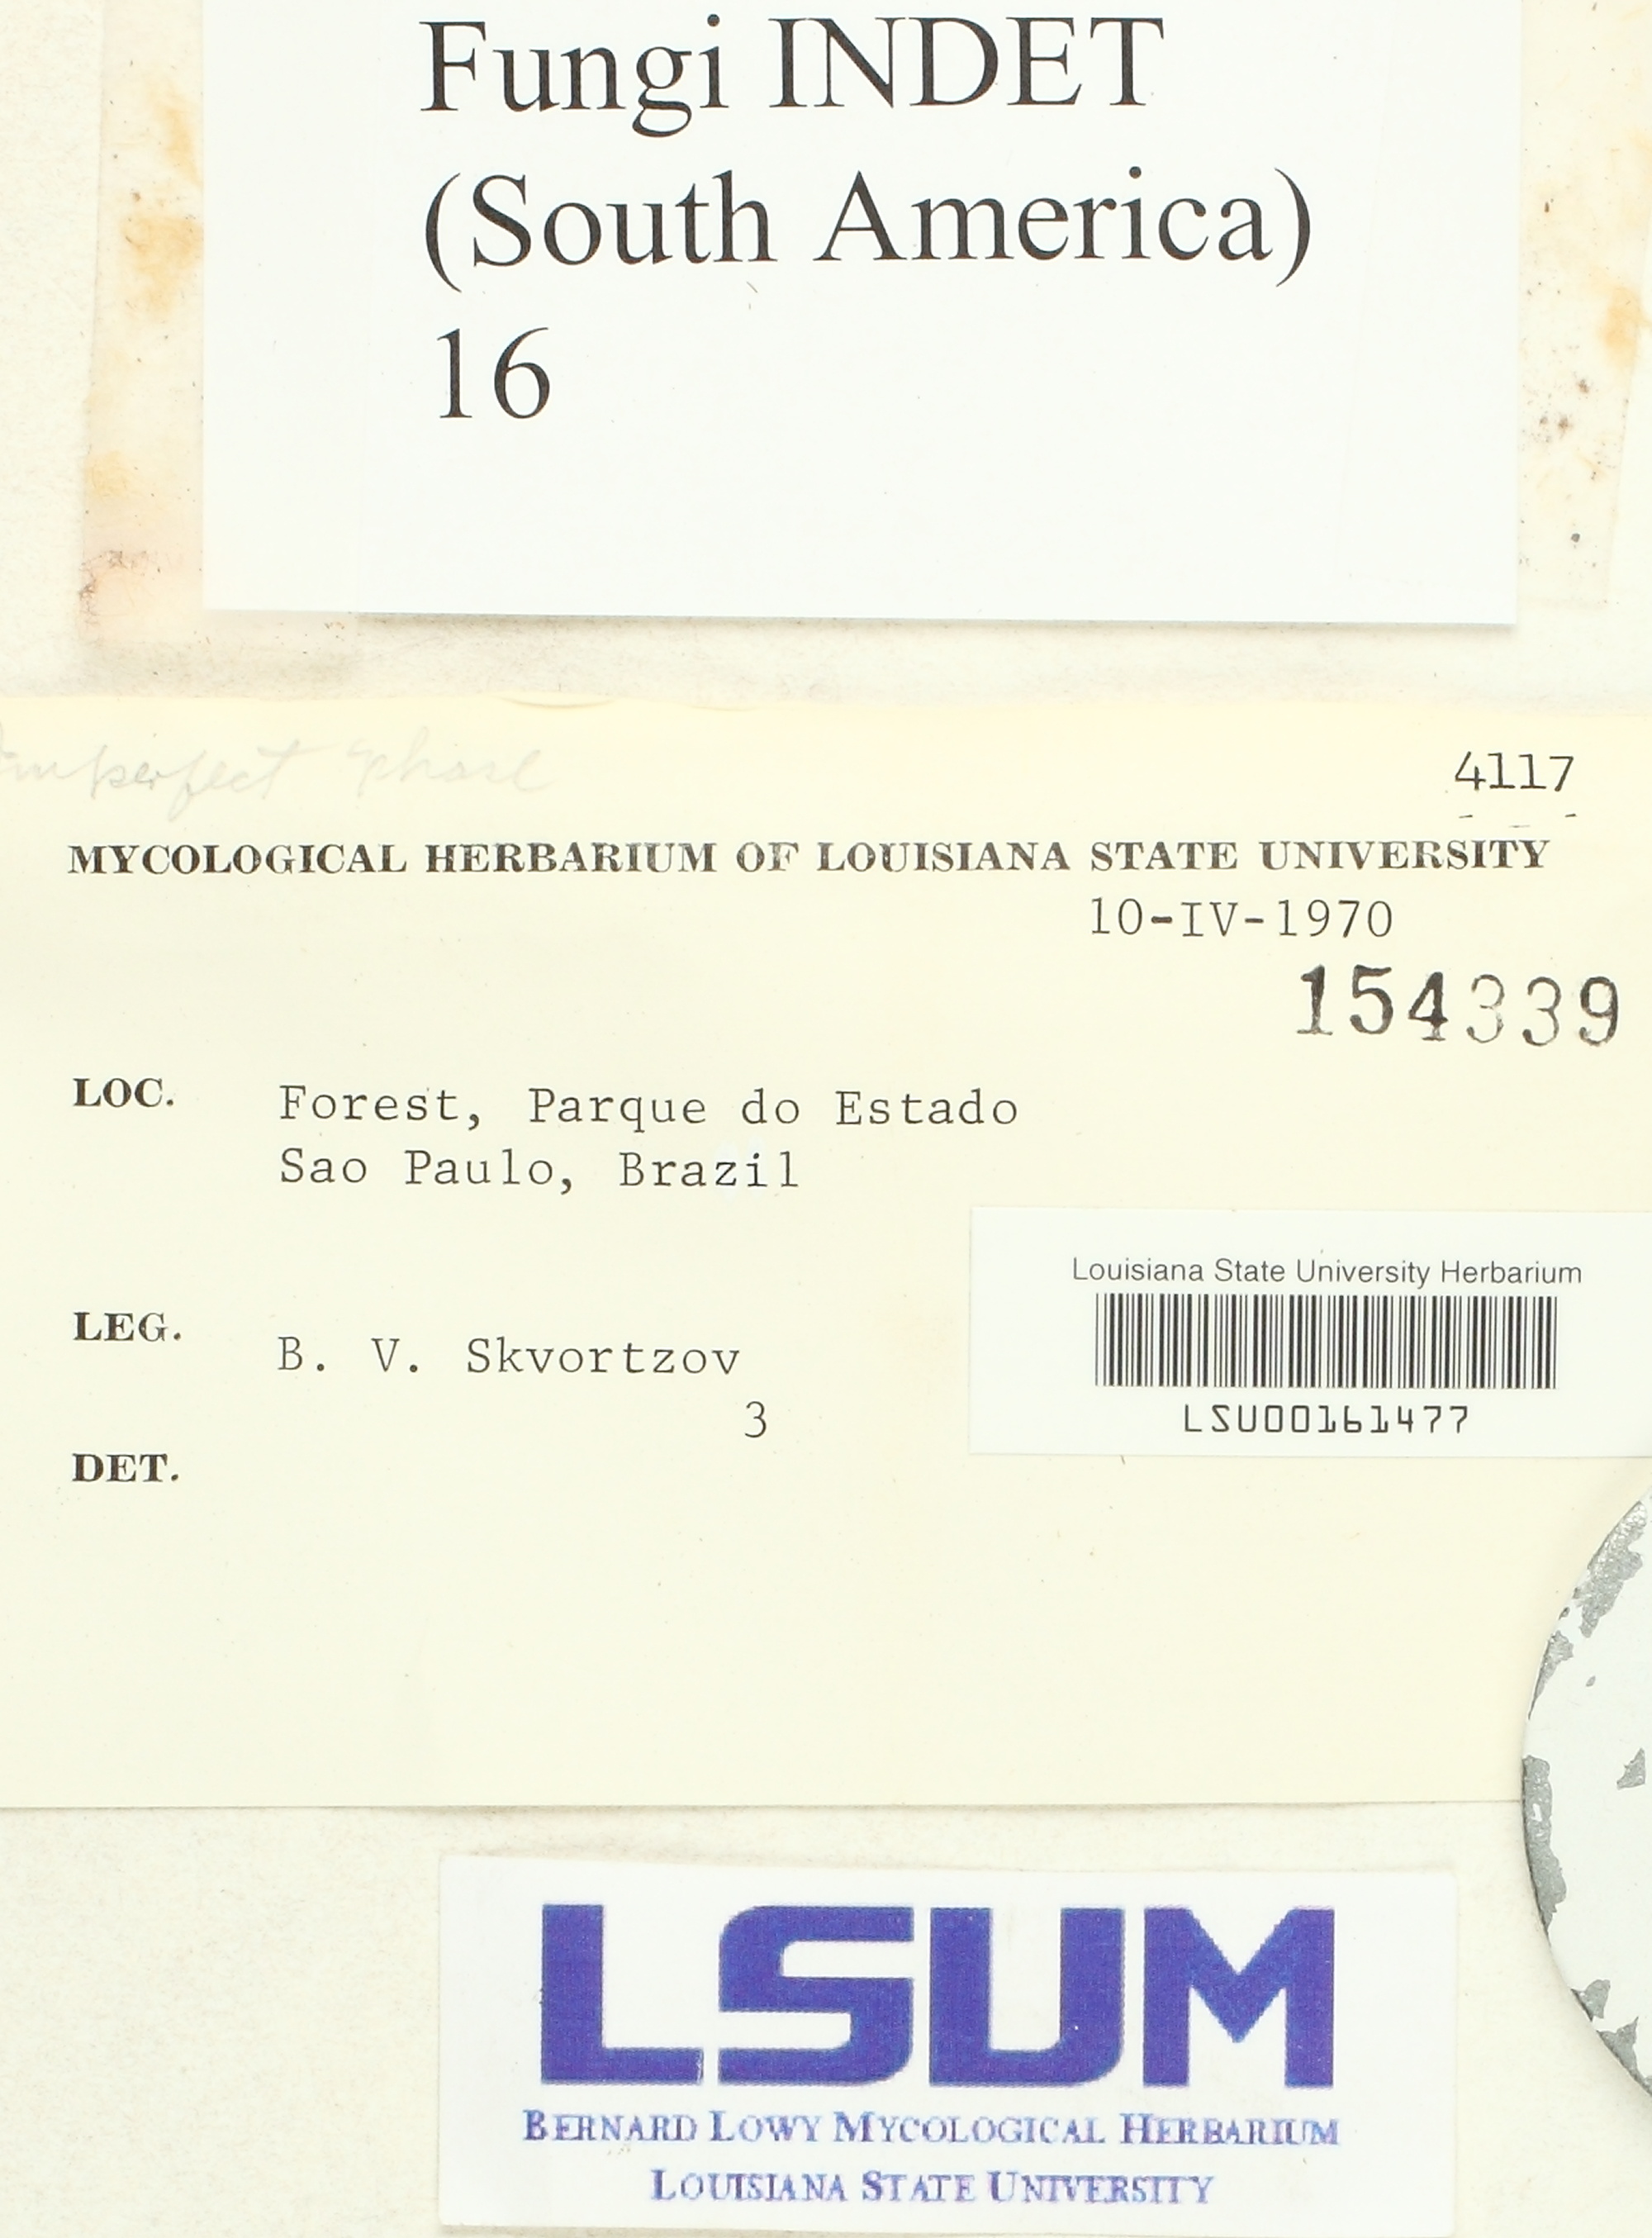 Fungi INDET
(South America)
16
imperfect phase
4117
MYCOLOGICAL HERBARIUM OF LOUISIANA STATE UNIVERSITY
10-IV-1970
154339
LOC. Forest, Parque do Estado
Sao Paulo, Brazil
Louisiana State University Herbarium
LEG. B. V. Skvortzov
3
LSU00161477
DET.
LSUM
BERNARD LOWY MYCOLOGICAL HERBARIUM
LOUISIANA STATE UNIVERSITY